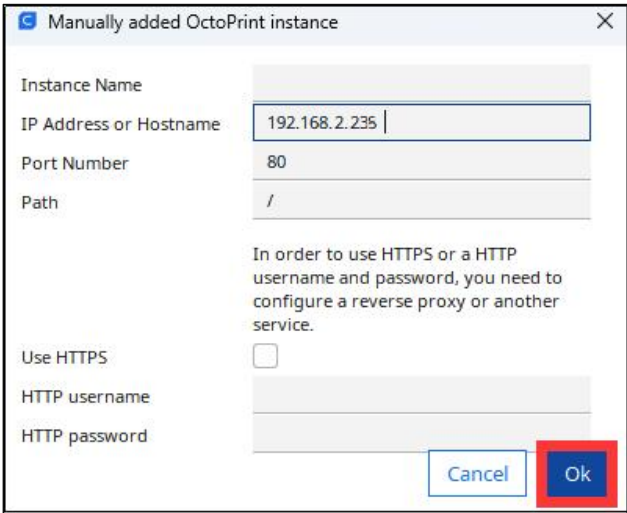 Manually added OctoPrint instance
Instance Name
IP Address or Hostname 192.168.2.235
Port Number 80
Path /
In order to use HTTPS or a HTTP
username and password, you need to
configure a reverse proxy or another
service.
Use HTTPS
HTTP username
HTTP password
Cancel Ok